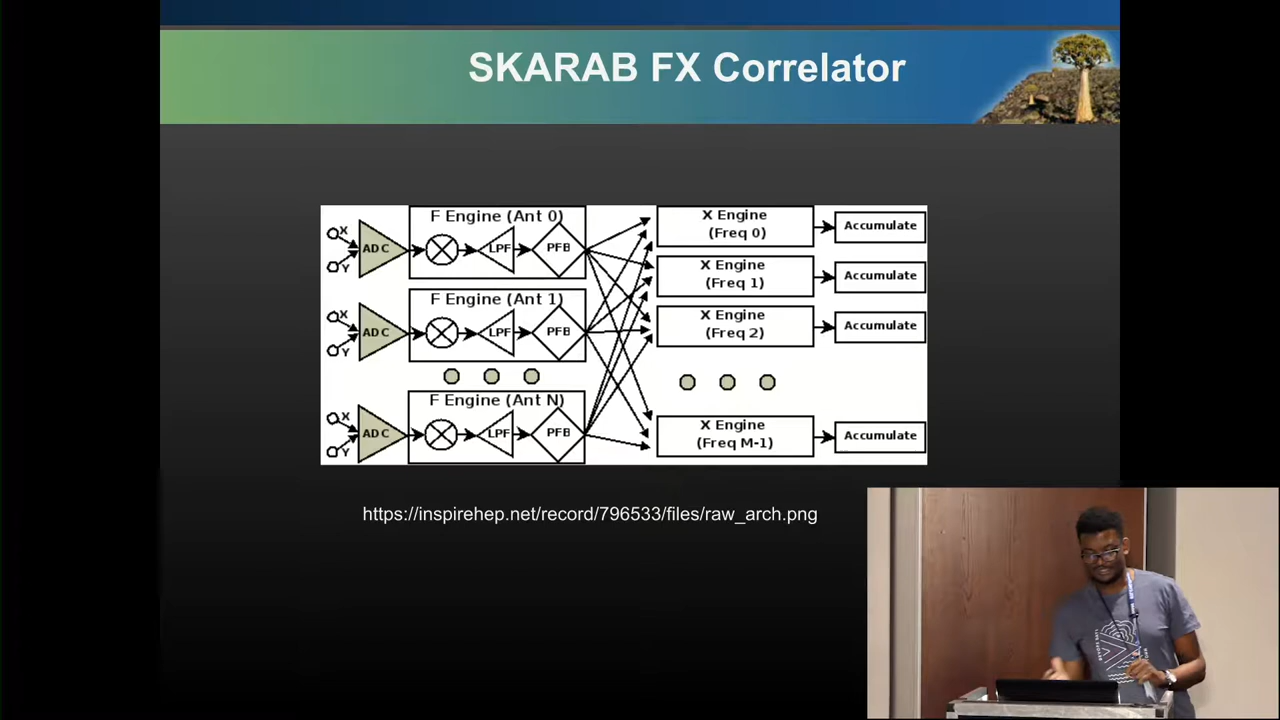 SKARAB FX Correlator
F Engine (Ant 0)
X
Y
ADC
LPF
PFB
F Engine (Ant 1)
X
Y
ADC
LPF
PFB
F Engine (Ant N)
X
Y
ADC
LPF
PFB
X Engine
(Freq 0)
Accumulate
X Engine
(Freq 1)
Accumulate
X Engine
(Freq 2)
Accumulate
X Engine
(Freq M-1)
Accumulate
https://inspirehep.net/record/796533/files/raw_arch.png